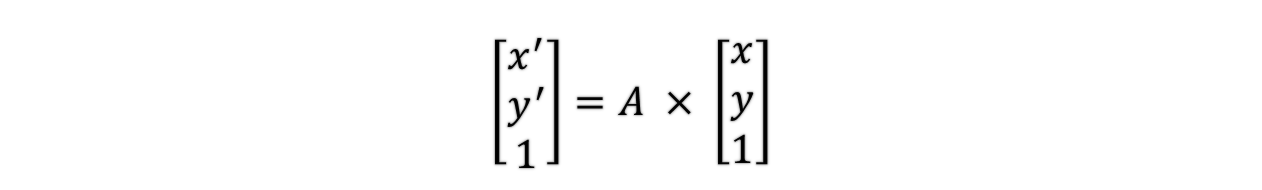 [x′ y′ 1] = A × [x y 1]